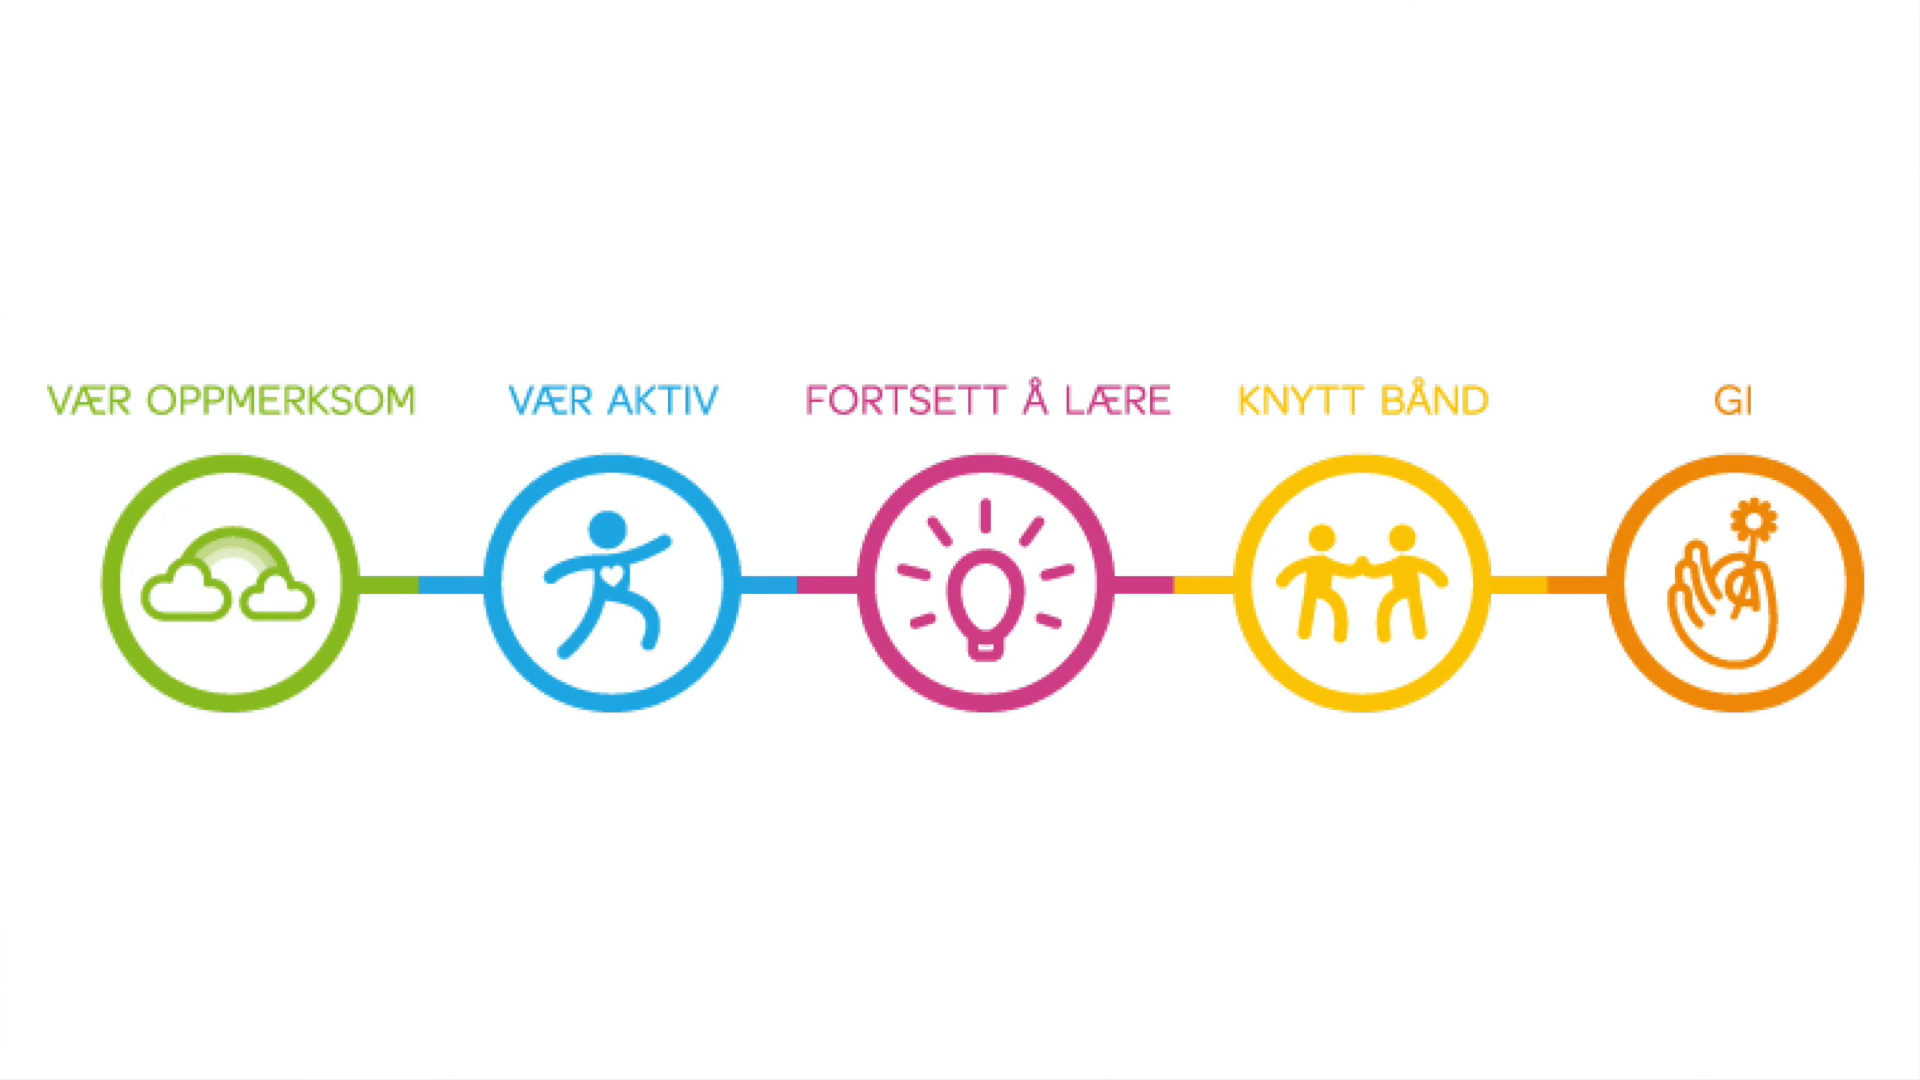 VÆR OPPMERKSOM
VÆR AKTIV
FORTSETT Å LÆRE
KNYTT BÅND
GI